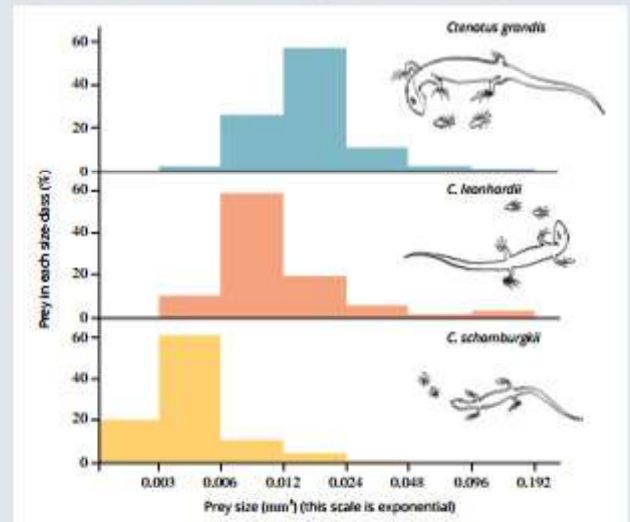 Ctenotus grandis
60
40
20
0
C. leonhardii
60
40
20
0
C. schomburgkii
60
40
20
0
Prey in each size-class (%)
0.003 0.006 0.012 0.024 0.048 0.096 0.192
Prey size (mm³) (this scale is exponential)